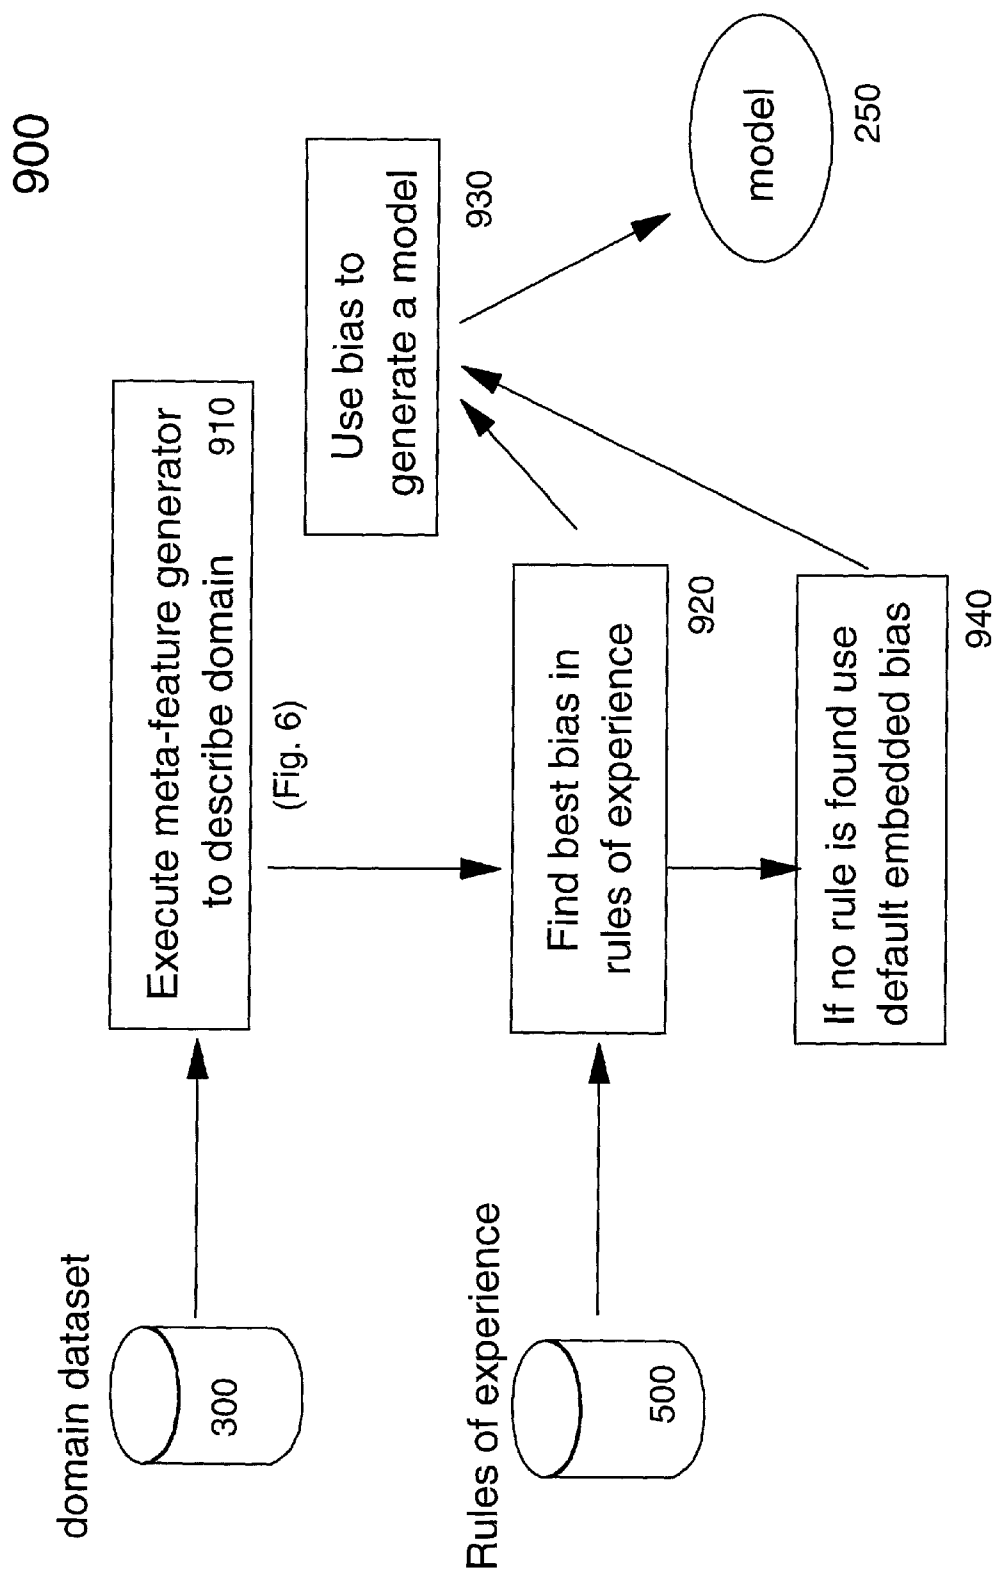 900
domain dataset
300
Execute meta-feature generator
to describe domain
910
(Fig. 6)
Use bias to
generate a model
930
Rules of experience
500
Find best bias in
rules of experience
920
model
250
If no rule is found use
default embedded bias
940